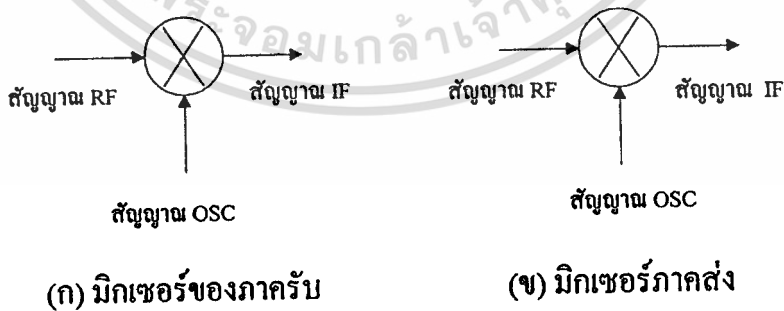 สัญญาณ RF
สัญญาณ IF
สัญญาณ OSC
(ก) มิกเซอร์ของภาครับ
สัญญาณ RF
สัญญาณ IF
สัญญาณ OSC
(ข) มิกเซอร์ภาคส่ง